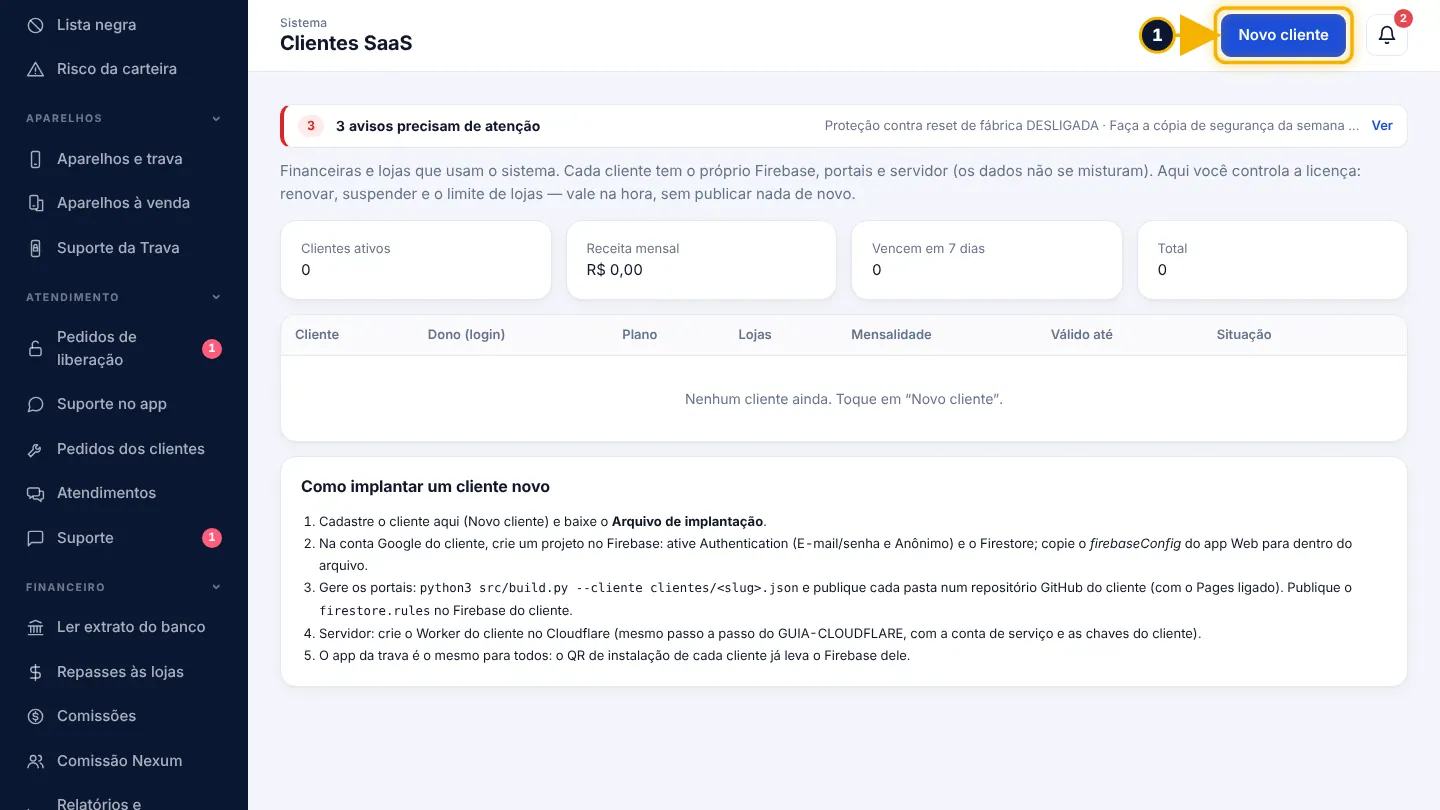 Lista negra
Risco da carteira
APARELHOS
Aparelhos e trava
Aparelhos à venda
Suporte da Trava
ATENDIMENTO
Pedidos de
liberação
1
Suporte no app
Pedidos dos clientes
Atendimentos
Suporte
1
FINANCEIRO
Ler extrato do banco
Repasses às lojas
Comissões
Comissão Nexum
Relatórios e
Sistema
Clientes SaaS
1
Novo cliente
2
3
3 avisos precisam de atenção
Proteção contra reset de fábrica DESLIGADA · Faça a cópia de segurança da semana ...
Ver
Financeiras e lojas que usam o sistema. Cada cliente tem o próprio Firebase, portais e servidor (os dados não se misturam). Aqui você controla a licença:
renovar, suspender e o limite de lojas — vale na hora, sem publicar nada de novo.
Clientes ativos
0
Receita mensal
R$ 0,00
Vencem em 7 dias
0
Total
0
Cliente Dono (login) Plano Lojas Mensalidade Válido até Situação
Nenhum cliente ainda. Toque em “Novo cliente”.
Como implantar um cliente novo
1. Cadastre o cliente aqui (Novo cliente) e baixe o Arquivo de implantação.
2. Na conta Google do cliente, crie um projeto no Firebase: ative Authentication (E-mail/senha e Anônimo) e o Firestore; copie o firebaseConfig do app Web para dentro do
arquivo.
3. Gere os portais: python3 src/build.py --cliente clientes/<slug>.json e publique cada pasta num repositório GitHub do cliente (com o Pages ligado). Publique o
firestore.rules no Firebase do cliente.
4. Servidor: crie o Worker do cliente no Cloudflare (mesmo passo a passo do GUIA-CLOUDFLARE, com a conta de serviço e as chaves do cliente).
5. O app da trava é o mesmo para todos: o QR de instalação de cada cliente já leva o Firebase dele.